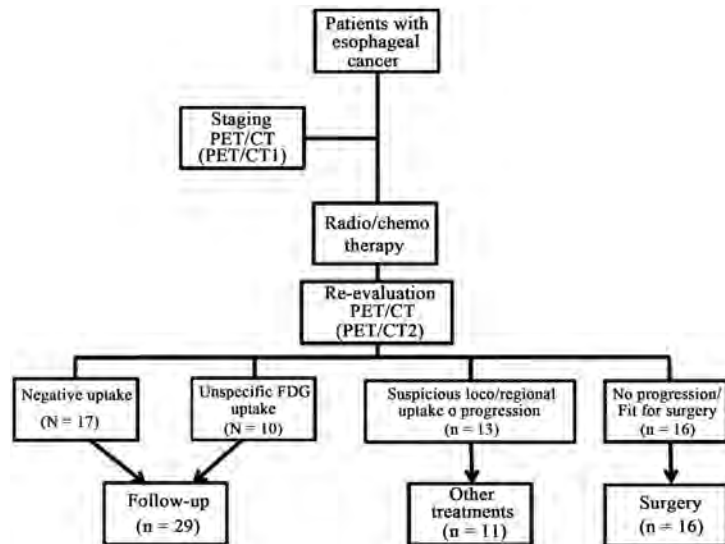 Patients with
esophageal
cancer
Staging
PET/CT
(PET/CT1)
Radio/chemo
therapy
Re-evaluation
PET/CT
(PET/CT2)
Negative uptake
(N = 17)
Unspecific FDG
uptake
(N = 10)
Suspicious loco/regional
uptake o progression
(n = 13)
No progression/
Fit for surgery
(n = 16)
Follow-up
(n = 29)
Other
treatments
(n = 11)
Surgery
(n = 16)